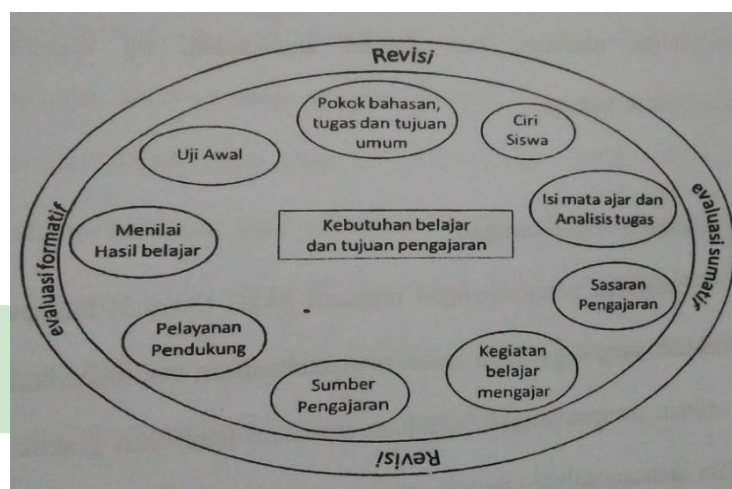 Revisi
Pokok bahasan,
tugas dan tujuan
umum
Ciri
Siswa
Uji Awal
Isi mata ajar dan
Analisis tugas
Menilai
Hasil belajar
Kebutuhan belajar
dan tujuan pengajaran
Sasaran
Pengajaran
Pelayanan
Pendukung
Kegiatan
belajar
mengajar
Sumber
Pengajaran
evaluasi formatif
evaluasi sumatif
Revisi